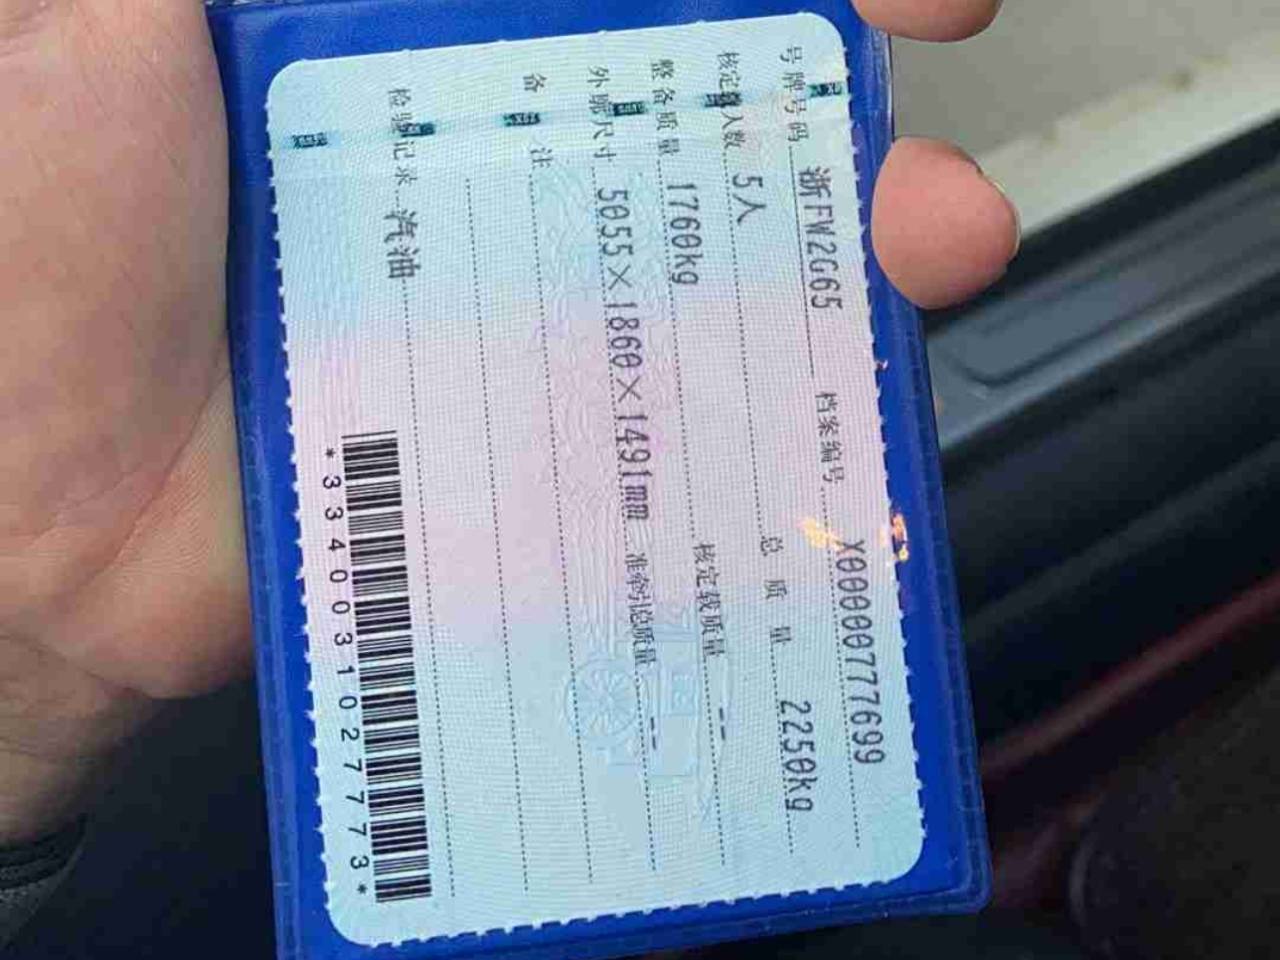 号牌号码 浙FW2G65 档案编号 X00000777699
核定载人数 5人 总质量 2250kg
整备质量 1760kg 核定载质量 --
外廓尺寸 5055×1860×1491mm 准牵引总质量 --
备注
检验记录 汽油
*3340031027773*